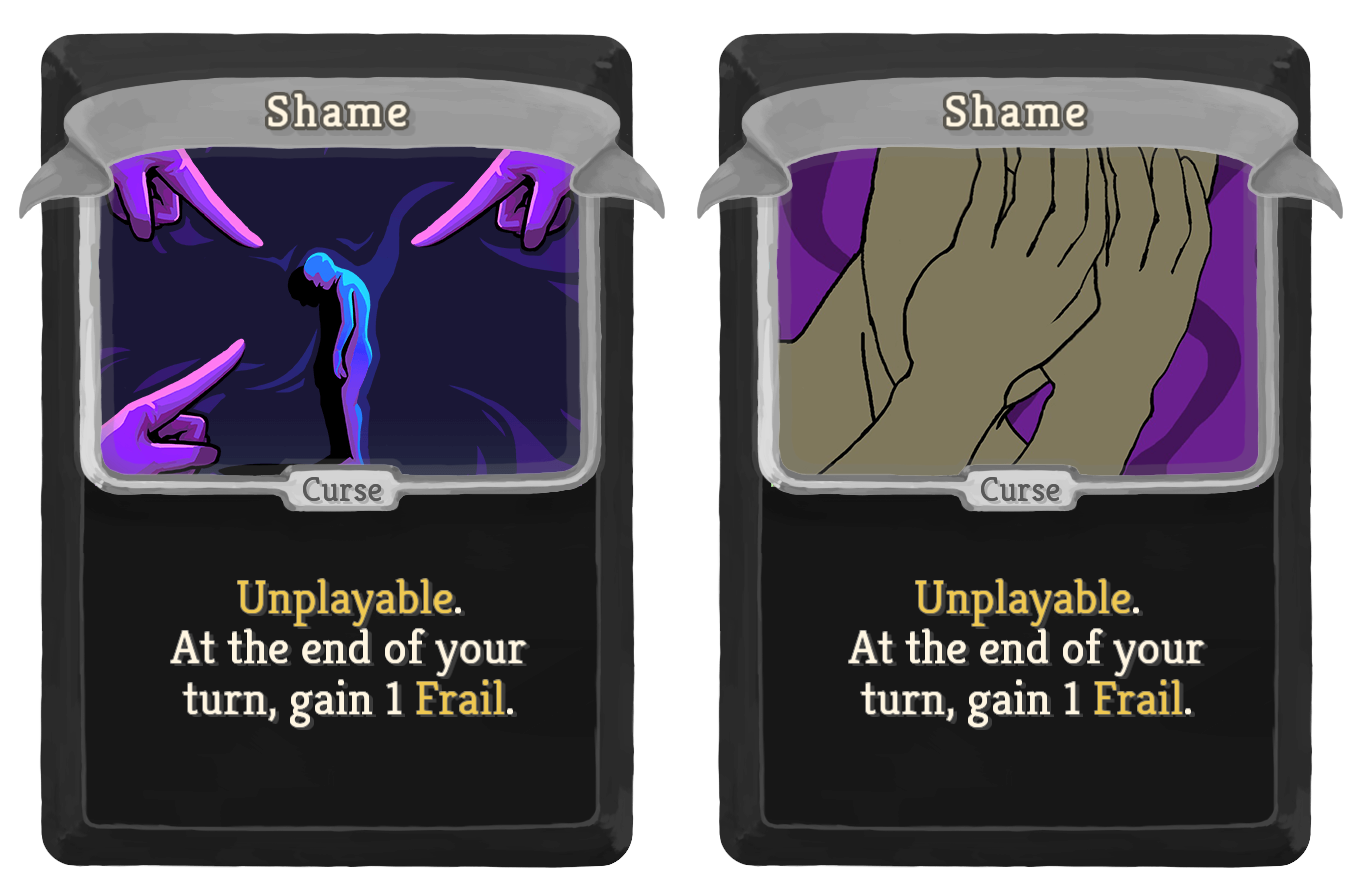 Shame
Curse
Unplayable.
At the end of your
turn, gain 1 Frail.
Shame
Curse
Unplayable.
At the end of your
turn, gain 1 Frail.